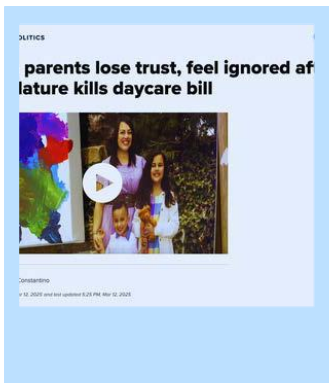 OLITICS
parents lose trust, feel ignored af
lature kills daycare bill
Constantino
r 12, 2025 and last updated 5:25 PM, Mar 12, 2025